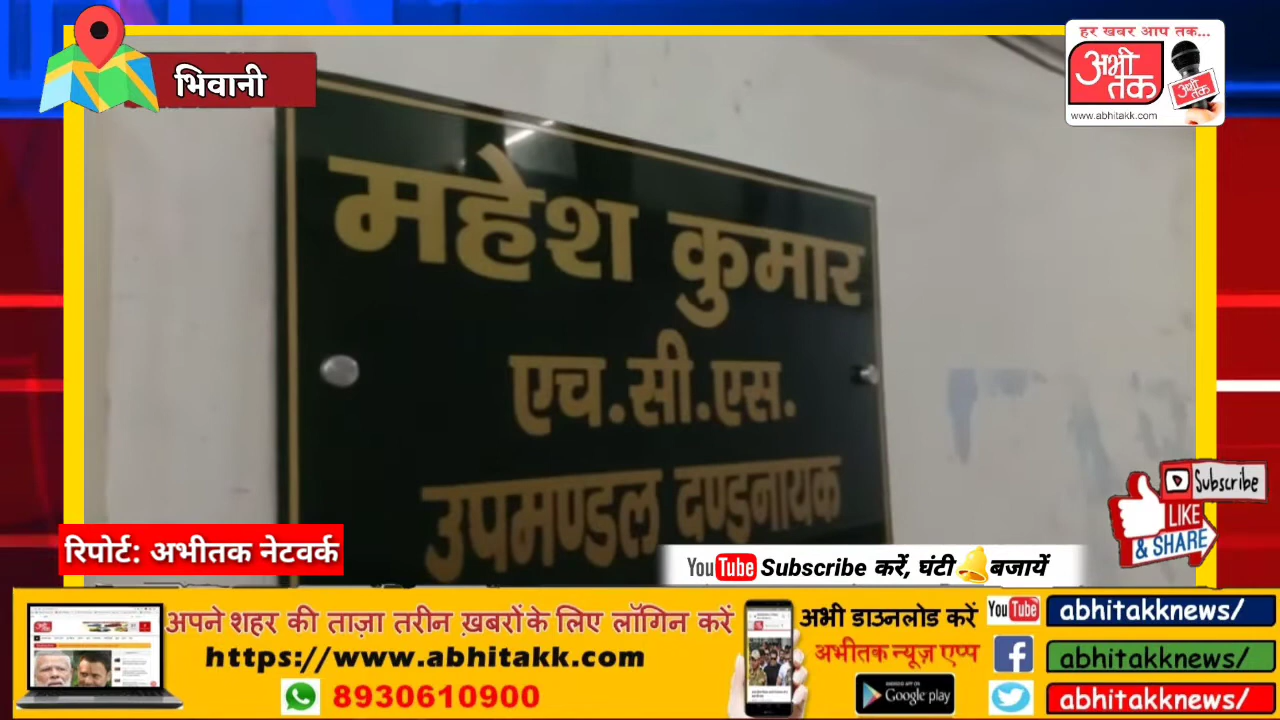 भिवानी
हर खबर आप तक...
अभी
तक
अभी
तक
www.abhitakk.com
महेश कुमार
एच.सी.एस.
उपमण्डल दण्डनायक
Subscribe
LIKE
& SHARE
रिपोर्ट: अभीतक नेटवर्क
YouTube Subscribe करें, घंटी बजायें
अपने शहर की ताज़ा तरीन ख़बरों के लिए लॉगिन करें
https://www.abhitakk.com
8930610900
अभी डाउनलोड करें
अभीतक न्यूज़ एप्प
Google play
YouTube abhitakknews/
abhitakknews/
abhitakknews/